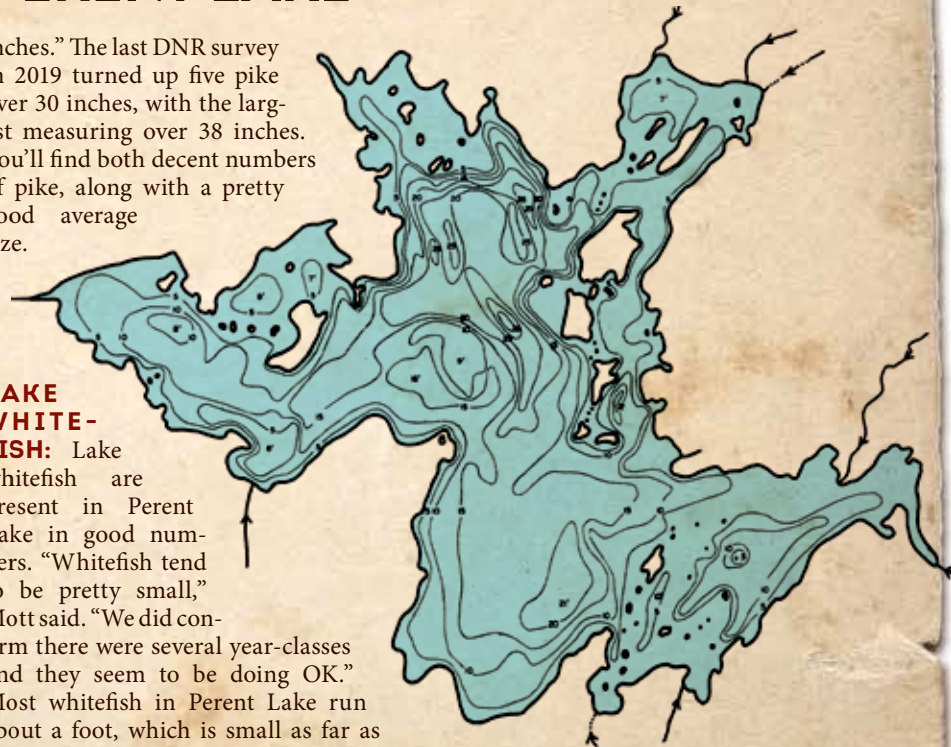 nches.” The last DNR survey
n 2019 turned up five pike
ver 30 inches, with the larg-
st measuring over 38 inches.
ou’ll find both decent numbers
f pike, along with a pretty
ood average
ize.
AKE
WHITE-
ISH: Lake
hitefish are
resent in Perent
ake in good num-
ers. “Whitefish tend
o be pretty small,”
Mott said. “We did con-
rm there were several year-classes
nd they seem to be doing OK.”
Most whitefish in Perent Lake run
bout a foot, which is small as far as